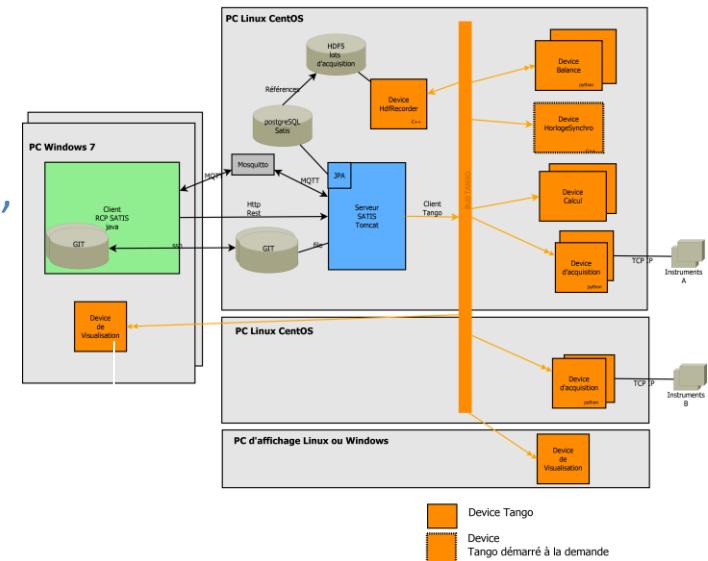 ,
PC Linux CentOS
HDF5
lots
d'acquisition
Références
postgreSQL
Satis
Device
HdfRecorder
C++
Device
Balance
python
Device
HorlogeSynchro
C++
BUS TANGO
Device
Calcul
Device
d'acquisition
python
TCP IP
Instruments
A
PC Windows 7
Client
RCP SATIS
java
GIT
MQTT
Mosquitto
MQTT
Http
Rest
ssh
GIT
file
JPA
Serveur
SATIS
Tomcat
Client
Tango
Device
de
Visualisation
PC Linux CentOS
Device
d'acquisition
python
TCP IP
Instruments
B
PC d'affichage Linux ou Windows
Device
de
Visualisation
Device Tango
Device
Tango démarré à la demande